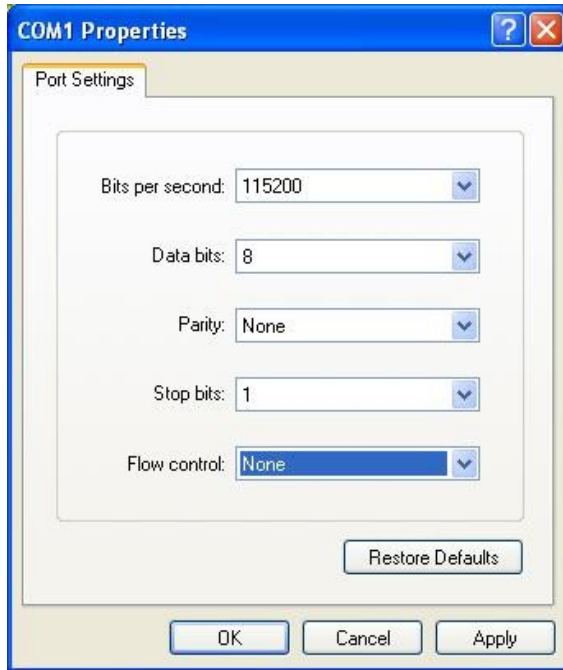 COM1 Properties
Port Settings
Bits per second: 115200
Data bits: 8
Parity: None
Stop bits: 1
Flow control: None
Restore Defaults
OK Cancel Apply